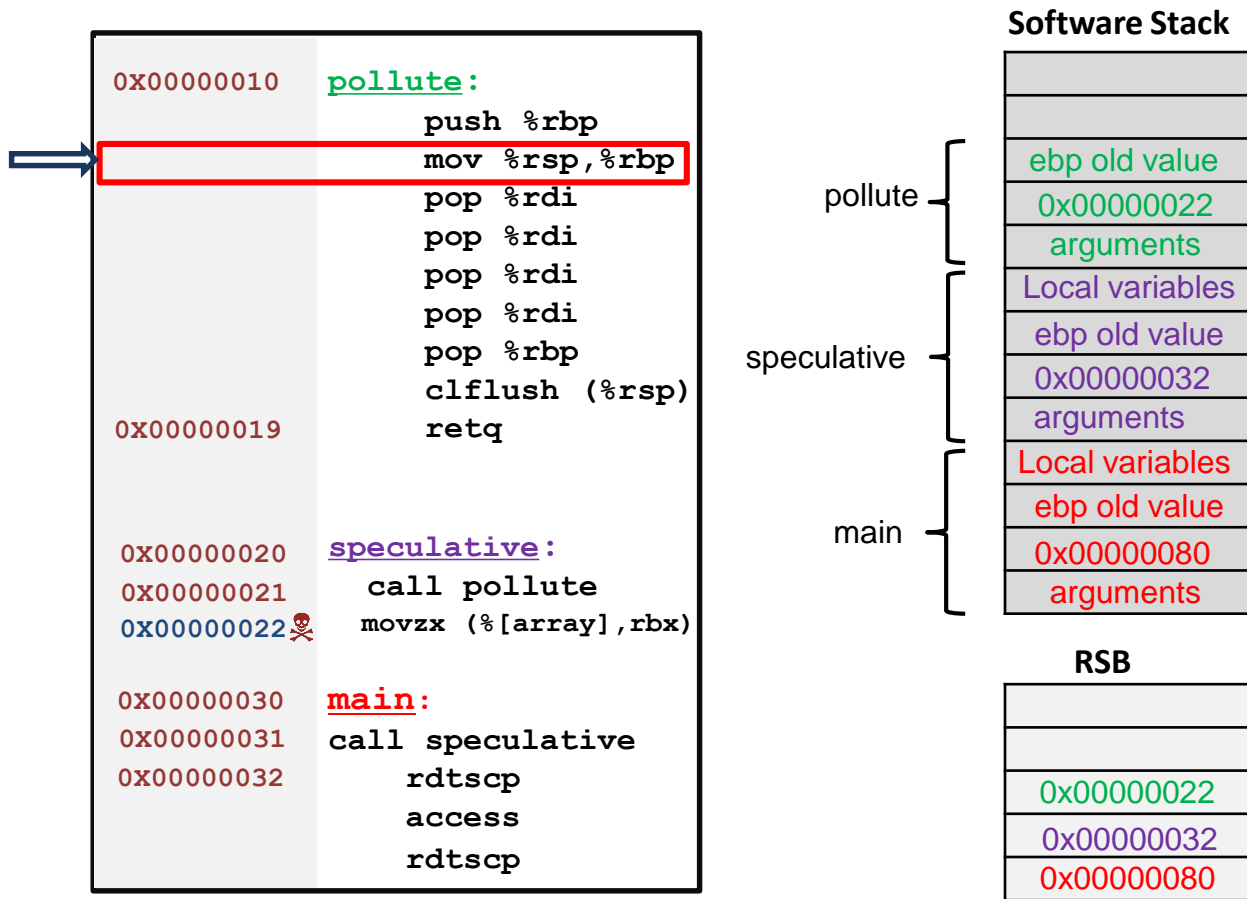 0X00000010 pollute:
push %rbp
mov %rsp,%rbp
pop %rdi
pop %rdi
pop %rdi
pop %rdi
pop %rbp
clflush (%rsp)
0X00000019 retq
0X00000020 speculative:
0X00000021 call pollute
0X00000022 movzx (%[array],rbx)
0X00000030 main:
0X00000031 call speculative
0X00000032 rdtscp
access
rdtscp
Software Stack
pollute
ebp old value
0x00000022
arguments
speculative
Local variables
ebp old value
0x00000032
arguments
main
Local variables
ebp old value
0x00000080
arguments
RSB
0x00000022
0x00000032
0x00000080